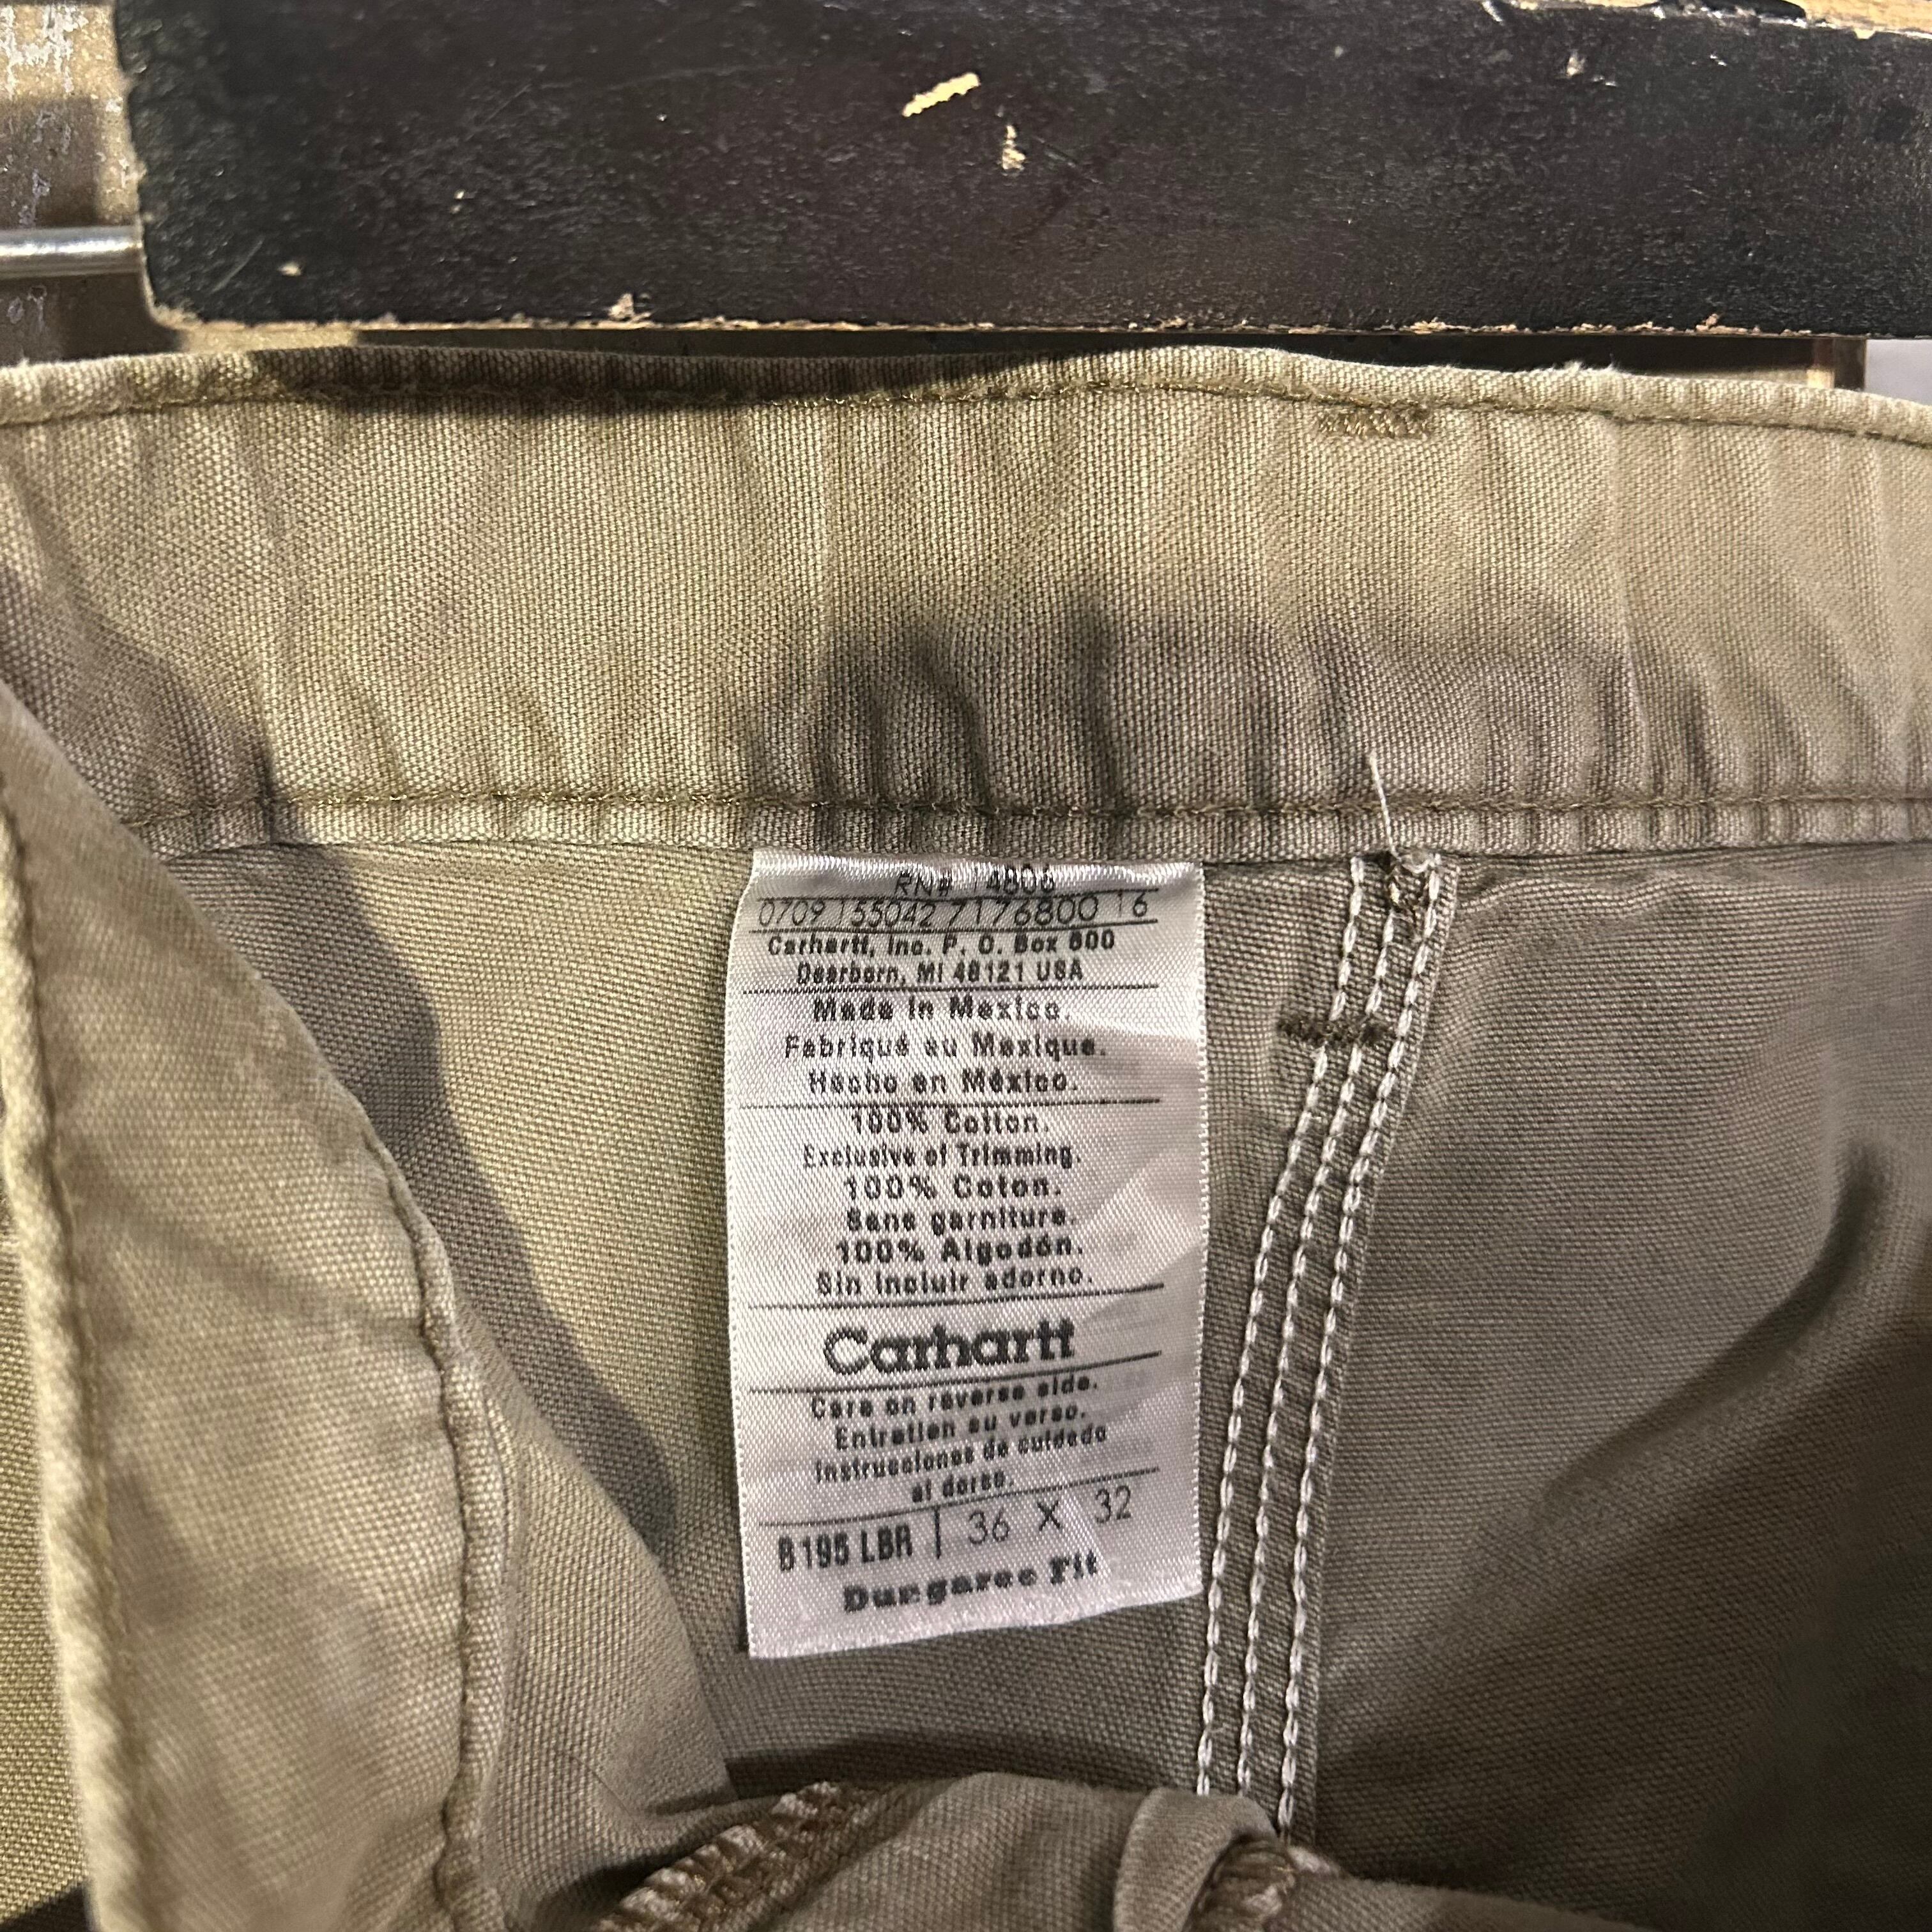 RN# 14806
0709 155042 7176800 16
Carhartt, Inc. P. O. Box 600
Dearborn, MI 48121 USA
Made in Mexico.
Fabriqué au Mexique.
Hecho en México.
100% Cotton.
Exclusive of Trimming.
100% Coton.
Sans garniture.
100% Algodón.
Sin incluir adorno.
Carhartt
Care on reverse side.
Entretien au verso.
Instrucciones de cuidado
al dorso.
B195 LBR 36 X 32
Dungaree Fit